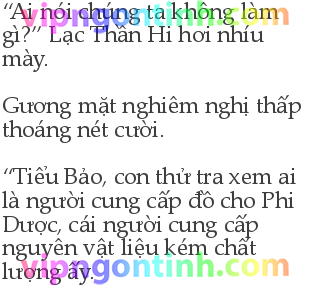 “Ai nói chúng ta không làm
gì?” Lạc Thần Hi hơi nhíu
mày.
Gương mặt nghiêm nghị thấp
thoáng nét cười.
“Tiểu Bảo, con thử tra xem ai
là người cung cấp đồ cho Phi
Dược, cái người cung cấp
nguyên vật liệu kém chất
lượng ấy.
vipngontinh.com
vipngontinh.com